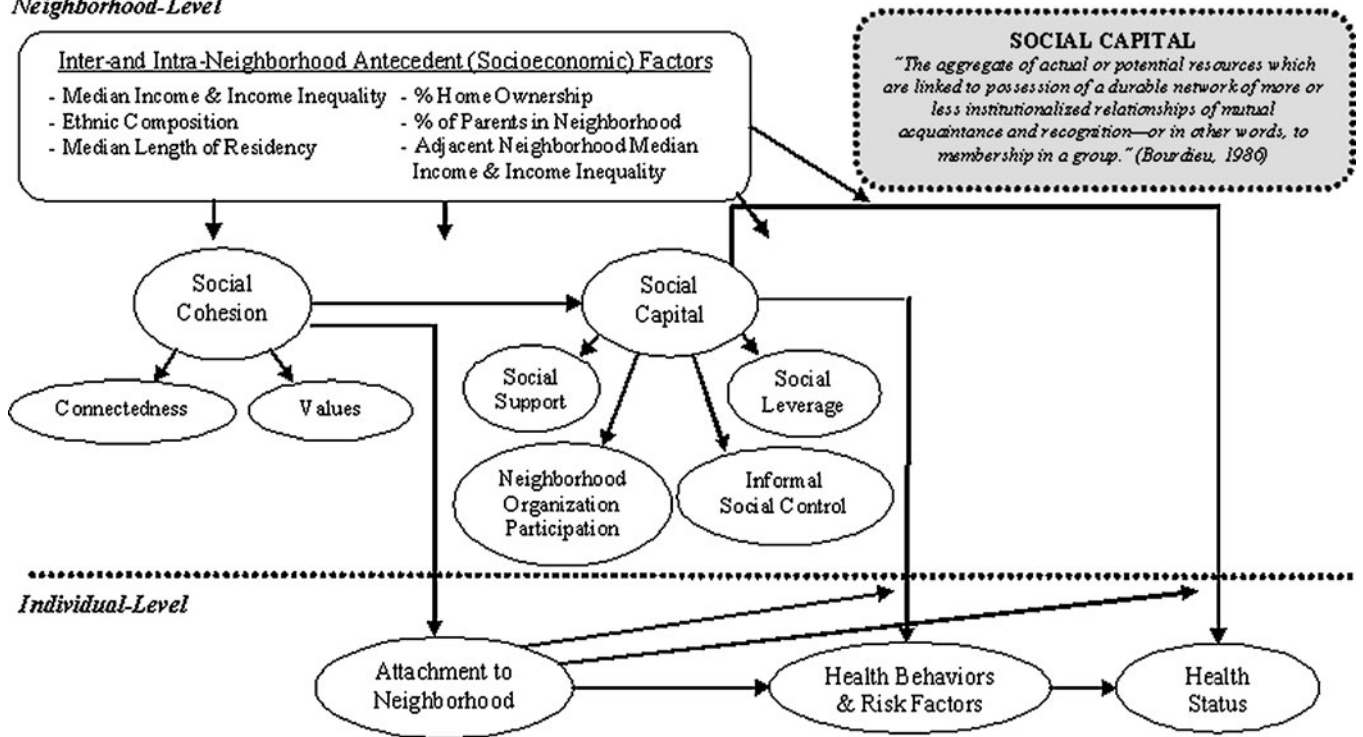 Neighborhood-Level
Inter-and Intra-Neighborhood Antecedent (Socioeconomic) Factors
- Median Income & Income Inequality
- Ethnic Composition
- Median Length of Residency
- % Home Ownership
- % of Parents in Neighborhood
- Adjacent Neighborhood Median
Income & Income Inequality
SOCIAL CAPITAL
"The aggregate of actual or potential resources which
are linked to possession of a durable network of more or
less institutionalized relationships of mutual
acquaintance and recognition—or in other words, to
membership in a group." (Bourdieu, 1986)
Social
Cohesion
Social
Capital
Connectedness
Values
Social
Support
Social
Leverage
Neighborhood
Organization
Participation
Informal
Social Control
Individual-Level
Attachment to
Neighborhood
Health Behaviors
& Risk Factors
Health
Status